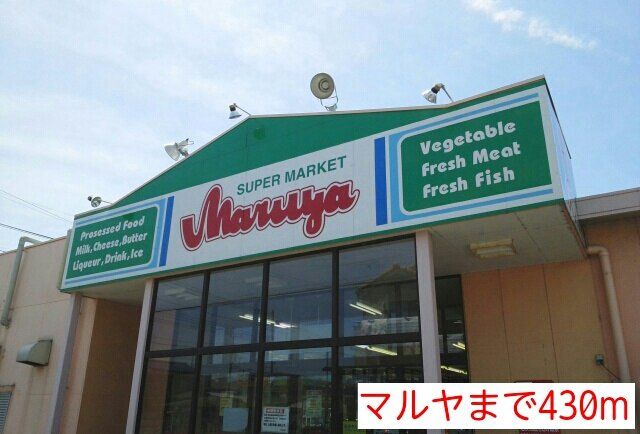 SUPER MARKET
Maruya
Prosessed Food
Milk,Cheese,Butter
Liqueur,Drink,Ice
Vegetable
Fresh Meat
Fresh Fish
マルヤまで430m